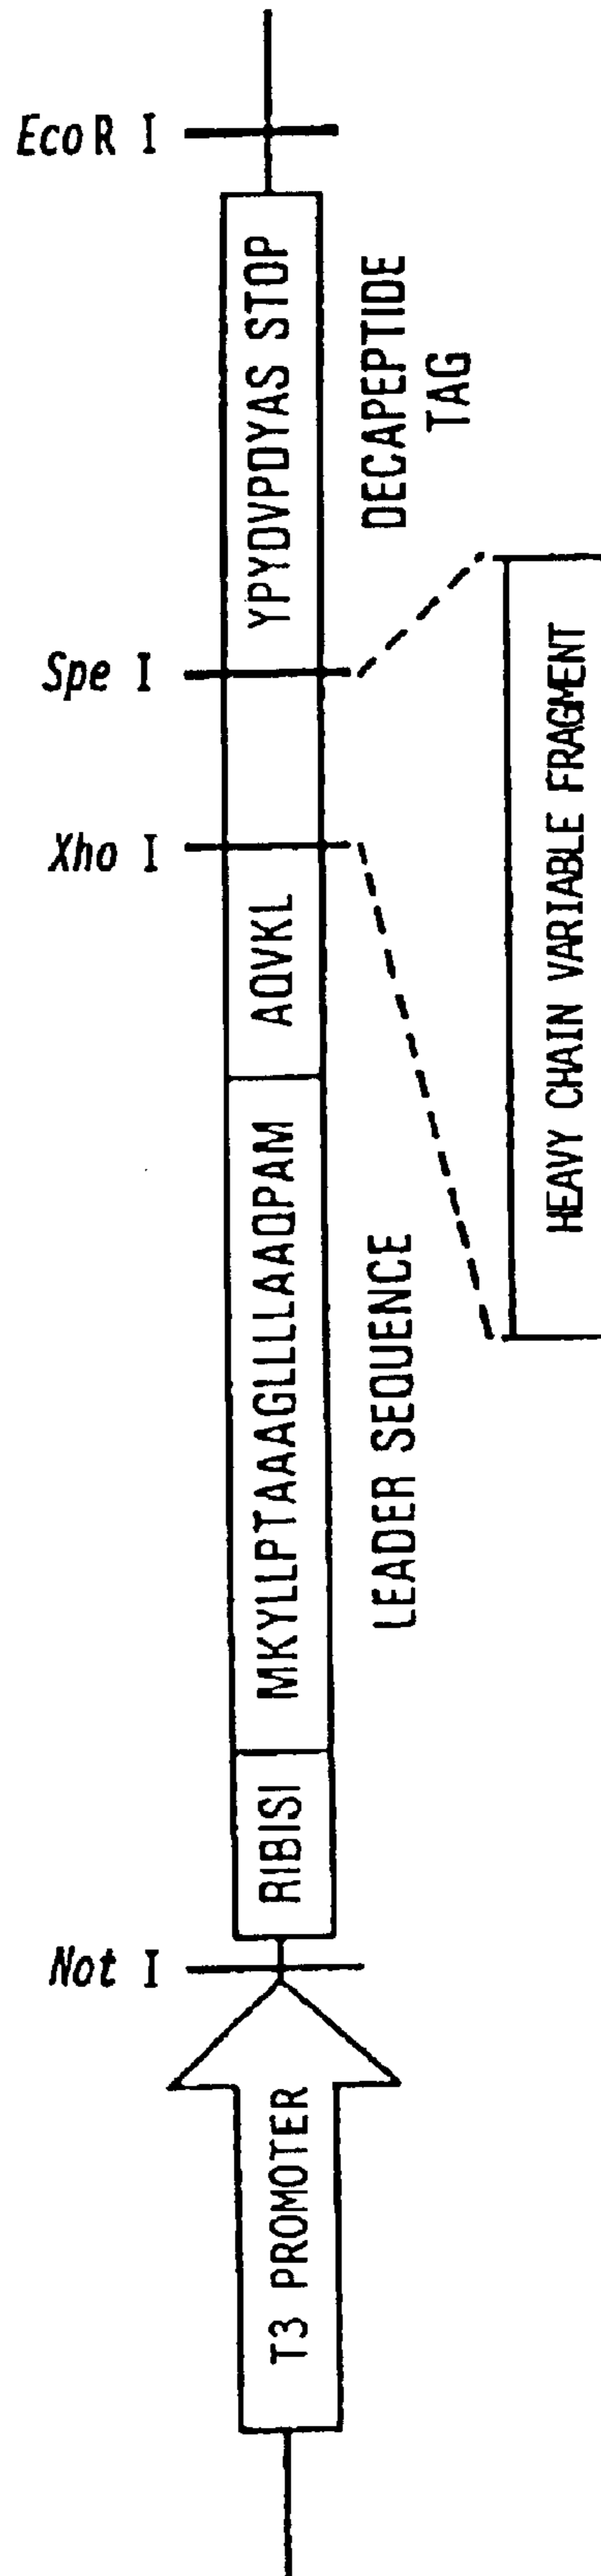 EcoR I
YPYDVPDYAS STOP
DECAPEPTIDE
TAG
Spe I
Xho I
AQVKL
HEAVY CHAIN VARIABLE FRAGMENT
MKYLLPTAAAGLLLLAAQPAM
LEADER SEQUENCE
RIBISI
Not I
T3 PROMOTER